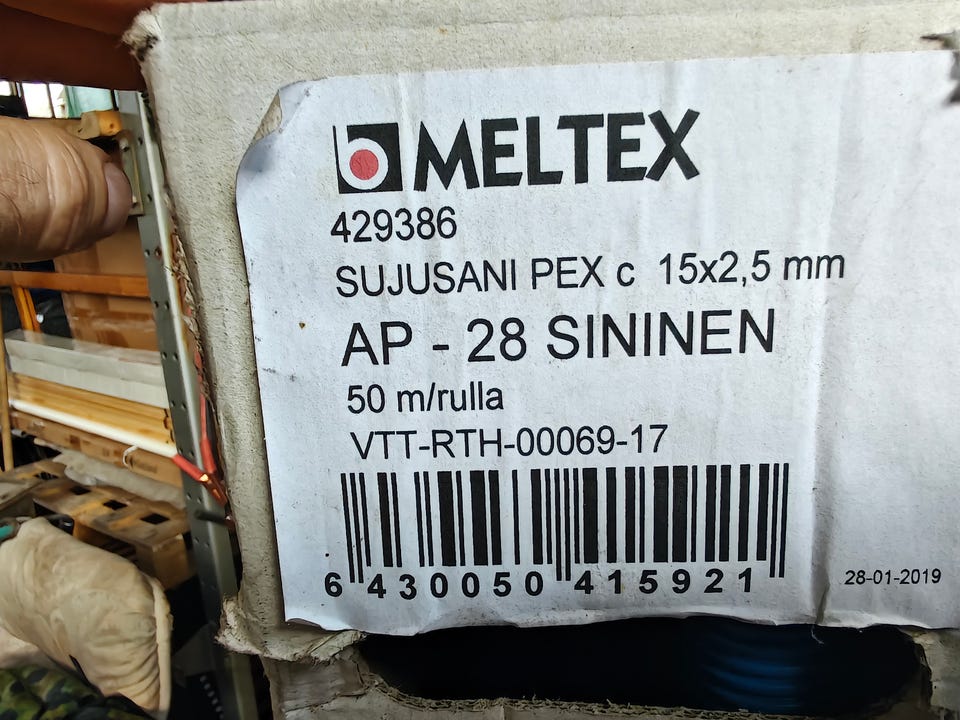 MELTEX
429386
SUJUSANI PEX c 15x2,5 mm
AP - 28 SININEN
50 m/rulla
VTT-RTH-00069-17
6 430050 415921
28-01-2019